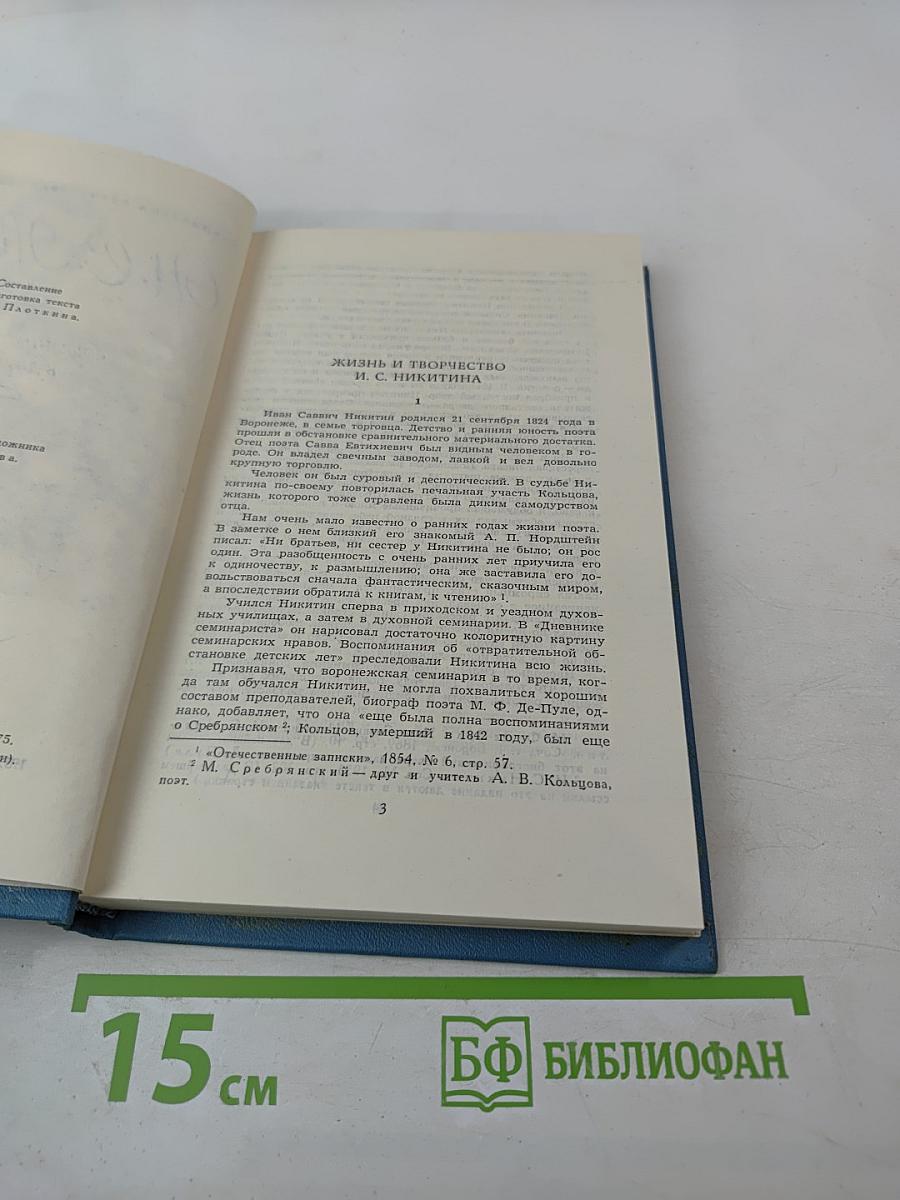 Составление
готовка текста
Плоткина.
ЖИЗНЬ И ТВОРЧЕСТВО
И. С. НИКИТИНА
1
Иван Саввич Никитин родился 21 сентября 1824 года в
Воронеже, в семье торговца. Детство и ранняя юность поэта
прошли в обстановке сравнительного материального достатка.
Отец поэта Савва Евтихиевич был видным человеком в го-
роде. Он владел свечным заводом, лавкой и вел довольно
крупную торговлю.
Человек он был суровый и деспотический. В судьбе Ни-
китина по-своему повторилась печальная участь Кольцова,
жизнь которого тоже отравлена была диким самодурством
отца.
Нам очень мало известно о ранних годах жизни поэта.
В заметке о нем близкий его знакомый А. П. Нордштейн
писал: «Ни братьев, ни сестер у Никитина не было; он рос
один. Эта разобщенность с очень ранних лет приучила его
к одиночеству, к размышлению; она же заставила его до-
вольствоваться сначала фантастическим, сказочным миром,
а впоследствии обратила к книгам, к чтению» ¹.
Учился Никитин сперва в приходском и уездном духов-
ных училищах, а затем в духовной семинарии. В «Дневнике
семинариста» он нарисовал достаточно колоритную картину
семинарских нравов. Воспоминания об «отвратительной об-
становке детских лет» преследовали Никитина всю жизнь.
Признавая, что воронежская семинария в то время, ког-
да там обучался Никитин, не могла похвалиться хорошим
составом преподавателей, биограф поэта М. Ф. Де-Пуле, од-
нако, добавляет, что она «еще была полна воспоминаниями
о Сребрянском ²; Кольцов, умерший в 1842 году, был еще
¹ «Отечественные записки», 1854, № 6, стр. 57.
² М. Сребрянский — друг и учитель А. В. Кольцова,
поэт.
3
15 см
БФ БИБЛИОФАН